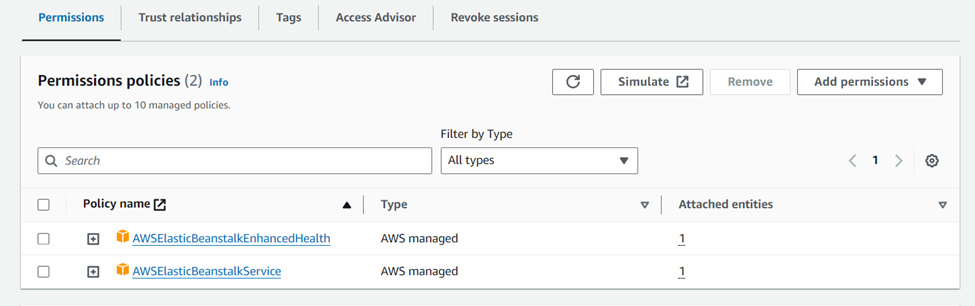 Permissions Trust relationships Tags Access Advisor Revoke sessions
Permissions policies (2) Info Simulate Remove Add permissions
You can attach up to 10 managed policies.
Filter by Type
Search All types 1
Policy name Type Attached entities
AWSElasticBeanstalkEnhancedHealth AWS managed 1
AWSElasticBeanstalkService AWS managed 1